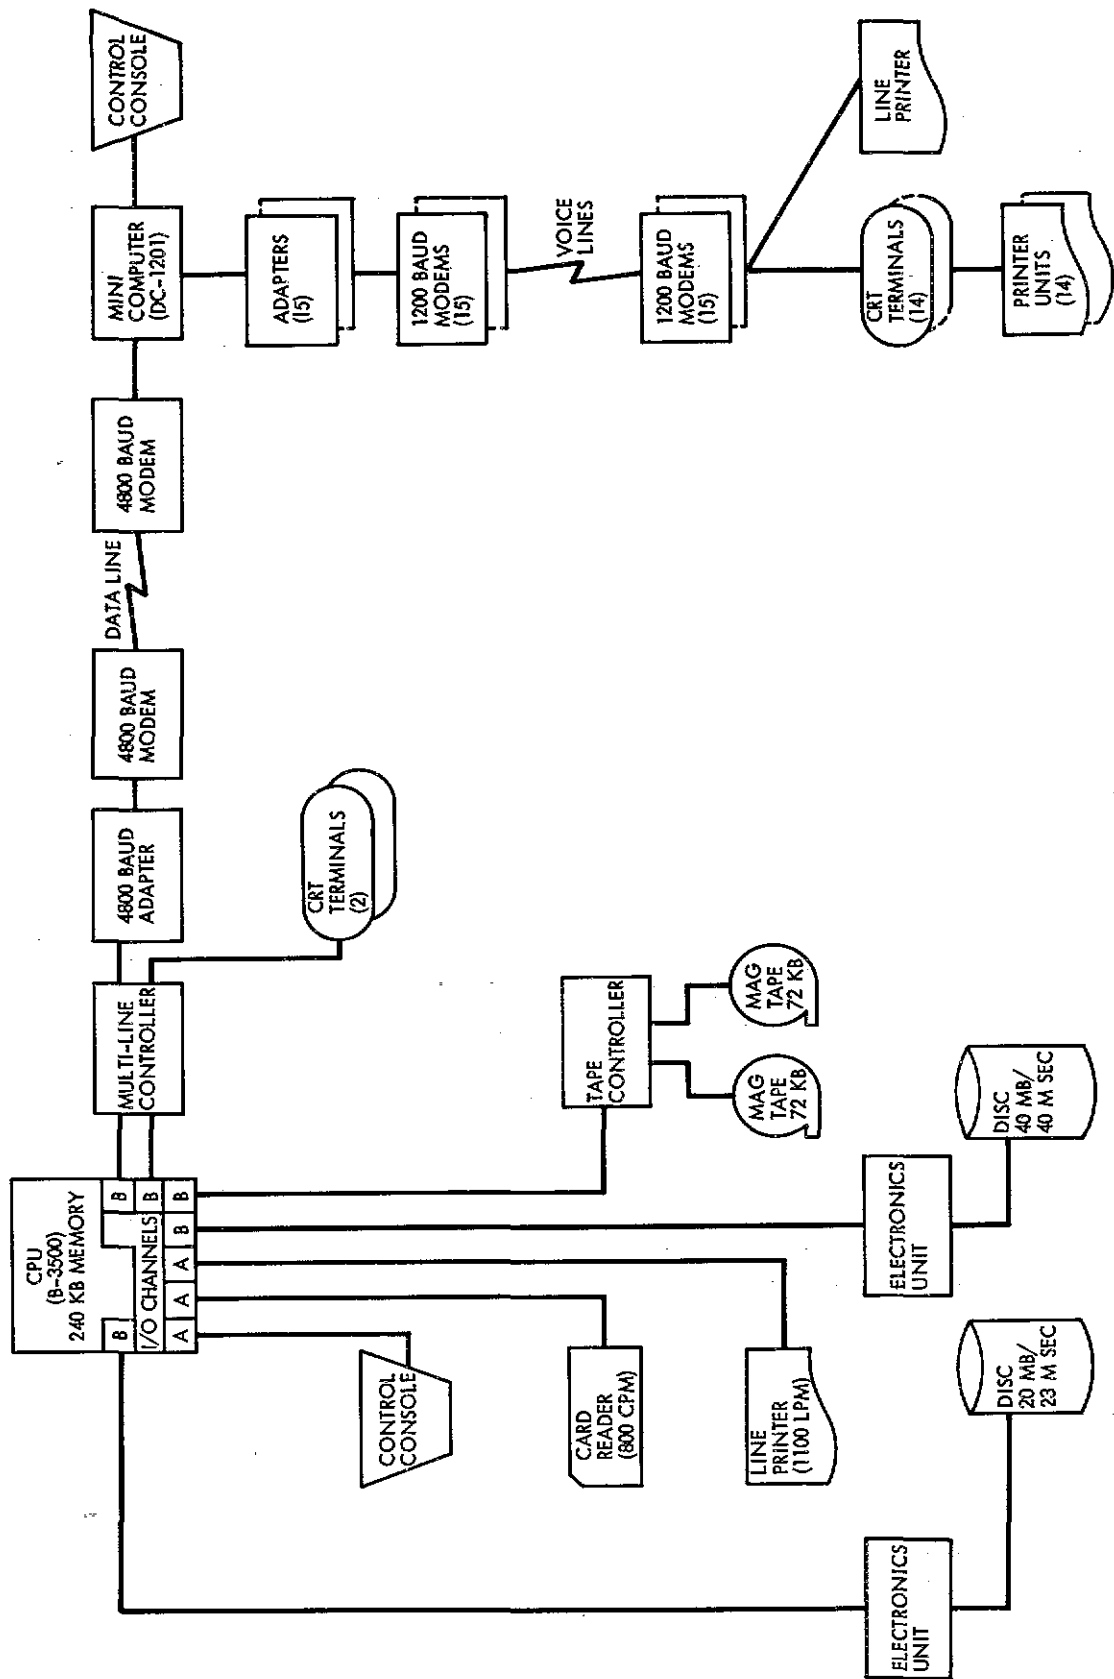 CPU
(B-3500)
240 KB MEMORY
B
I/O CHANNELS
B
B
A
A
A
B
B
MULTI-LINE
CONTROLLER
4800 BAUD
ADAPTER
4800 BAUD
MODEM
DATA LINE
4800 BAUD
MODEM
MINI
COMPUTER
(DC-1201)
CONTROL
CONSOLE
CRT
TERMINALS
(2)
ADAPTERS
(15)
1200 BAUD
MODEMS
(15)
VOICE
LINES
1200 BAUD
MODEMS
(15)
CRT
TERMINALS
(14)
LINE
PRINTER
PRINTER
UNITS
(14)
CONTROL
CONSOLE
CARD
READER
(800 CPM)
LINE
PRINTER
(1100 LPM)
TAPE
CONTROLLER
MAG
TAPE
72 KB
MAG
TAPE
72 KB
ELECTRONICS
UNIT
DISC
20 MB/
23 M SEC
ELECTRONICS
UNIT
DISC
40 MB/
40 M SEC